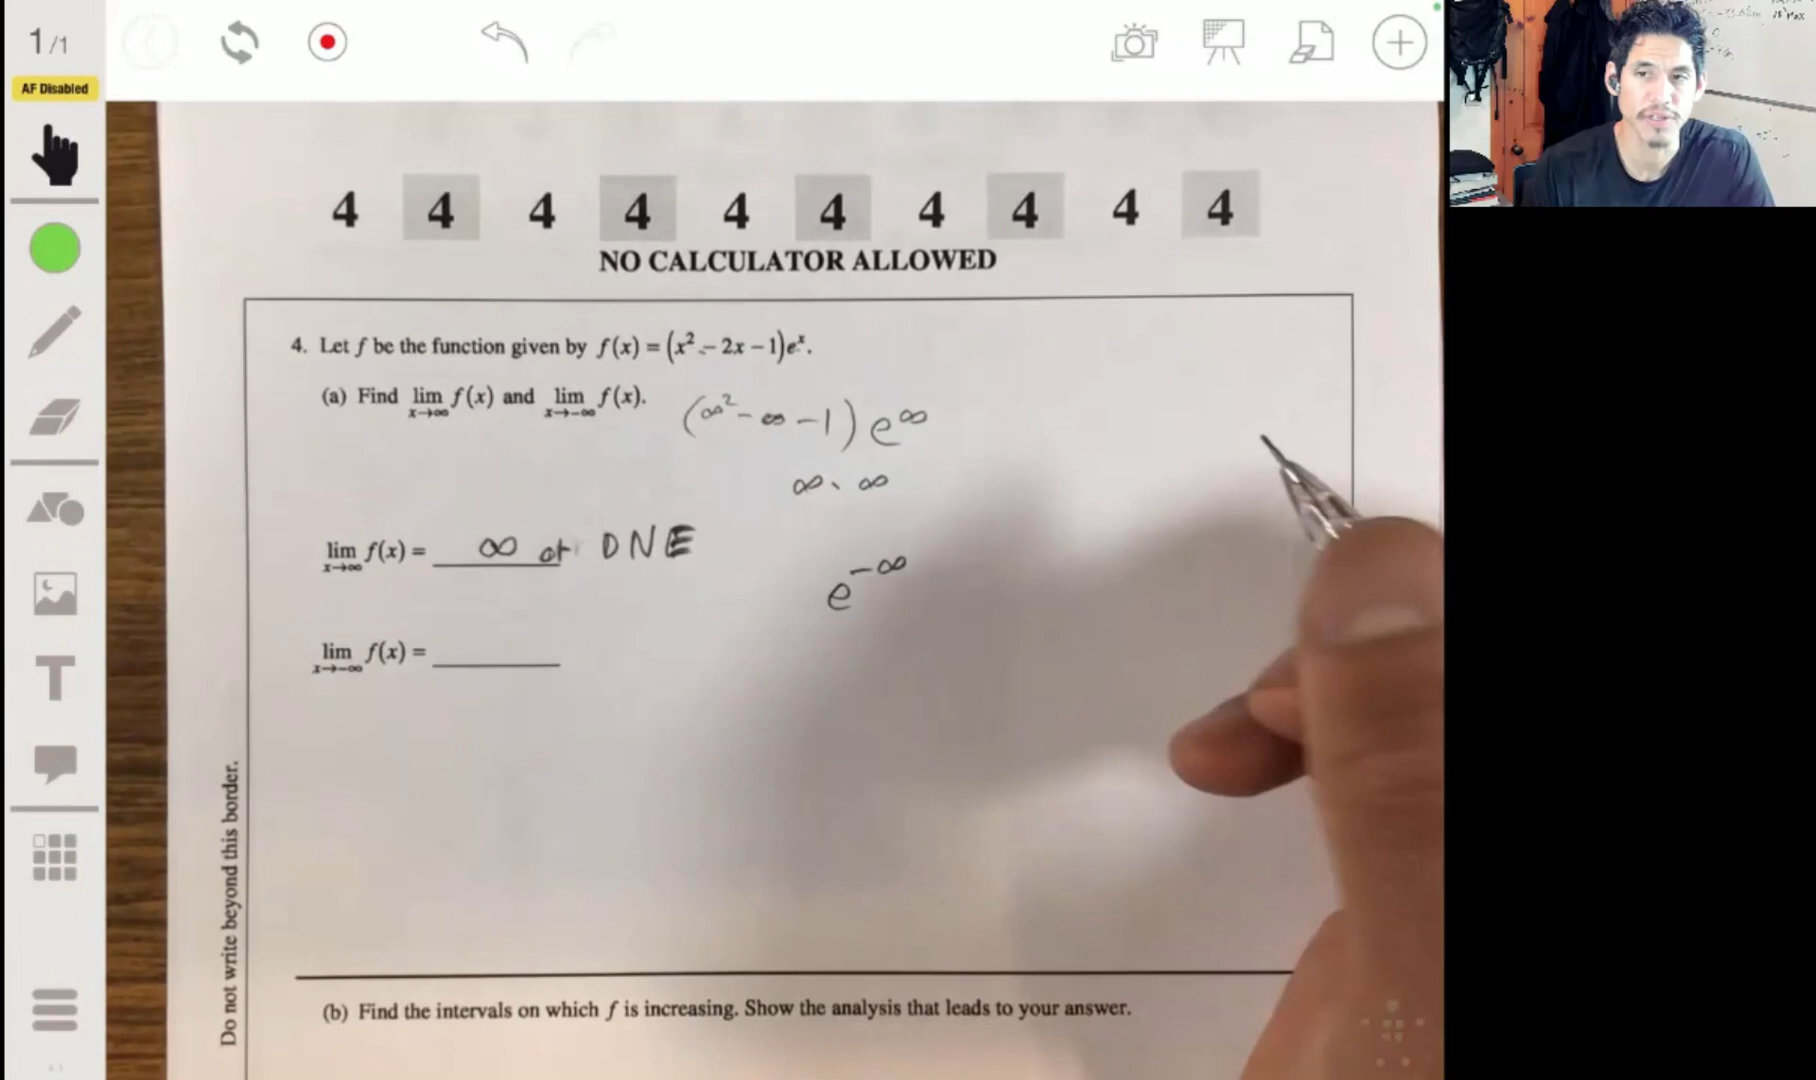 1/1
AF Disabled
4 4 4 4 4 4 4 4 4 4
NO CALCULATOR ALLOWED
4. Let f be the function given by f(x) = (x² - 2x - 1)eˣ.
(a) Find lim x→∞ f(x) and lim x→-∞ f(x).
(∞² - ∞ - 1) e^∞
∞ · ∞
lim x→∞ f(x) = ∞ or DNE
e^-∞
lim x→-∞ f(x) = ______
T
Do not write beyond this border.
(b) Find the intervals on which f is increasing. Show the analysis that leads to your answer.